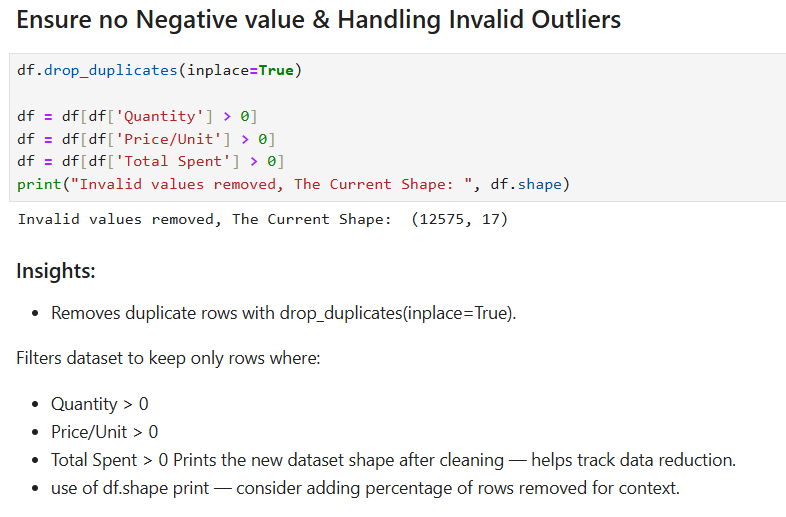 Ensure no Negative value & Handling Invalid Outliers
df.drop_duplicates(inplace=True)
df = df[df['Quantity'] > 0]
df = df[df['Price/Unit'] > 0]
df = df[df['Total Spent'] > 0]
print("Invalid values removed, The Current Shape: ", df.shape)
Invalid values removed, The Current Shape:  (12575, 17)
Insights:
• Removes duplicate rows with drop_duplicates(inplace=True).
Filters dataset to keep only rows where:
• Quantity > 0
• Price/Unit > 0
• Total Spent > 0 Prints the new dataset shape after cleaning — helps track data reduction.
• use of df.shape print — consider adding percentage of rows removed for context.